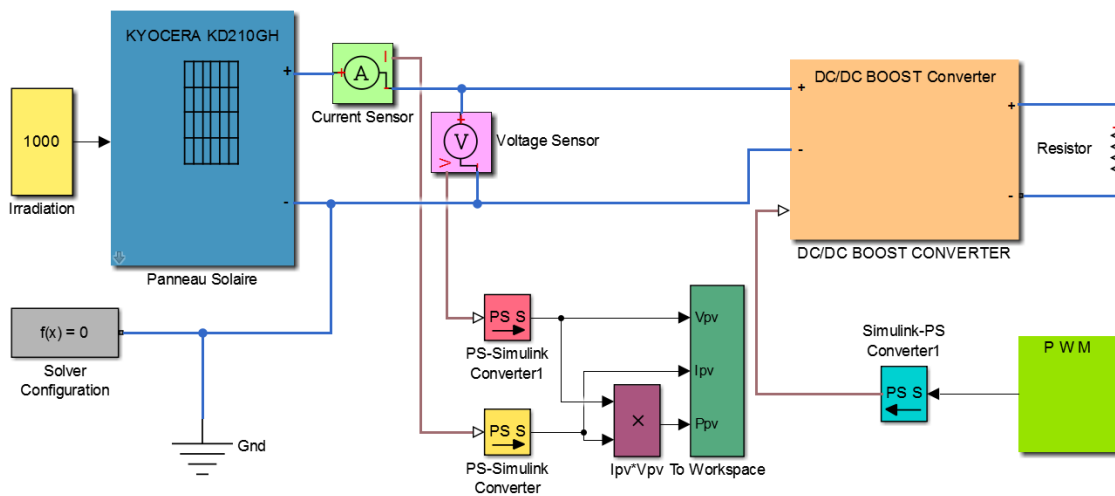 KYOCERA KD210GH
+
-
Panneau Solaire
1000
Irradiation
+
A
I
Current Sensor
+
V
V
Voltage Sensor
DC/DC BOOST Converter
+
-
+
-
DC/DC BOOST CONVERTER
Resistor
f(x) = 0
Solver
Configuration
Gnd
PS S
PS-Simulink
Converter1
PS S
PS-Simulink
Converter
×
Ipv*Vpv
Vpv
Ipv
Ppv
To Workspace
Simulink-PS
Converter1
PS S
P W M